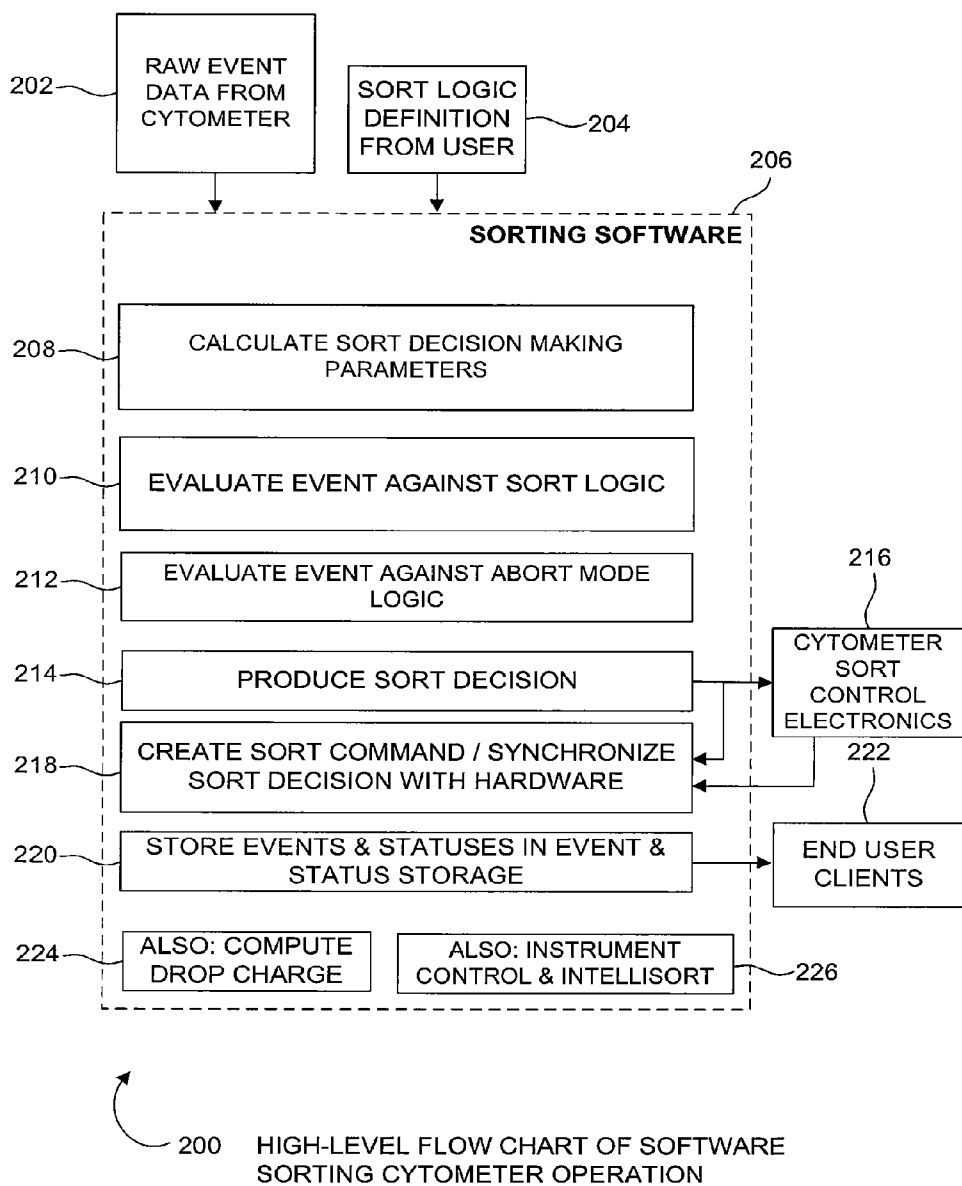 202
RAW EVENT
DATA FROM
CYTOMETER
SORT LOGIC
DEFINITION
FROM USER
204
206
SORTING SOFTWARE
208
CALCULATE SORT DECISION MAKING
PARAMETERS
210
EVALUATE EVENT AGAINST SORT LOGIC
212
EVALUATE EVENT AGAINST ABORT MODE
LOGIC
216
CYTOMETER
SORT
CONTROL
ELECTRONICS
214
PRODUCE SORT DECISION
218
CREATE SORT COMMAND / SYNCHRONIZE
SORT DECISION WITH HARDWARE
222
END USER
CLIENTS
220
STORE EVENTS & STATUSES IN EVENT &
STATUS STORAGE
224
ALSO: COMPUTE
DROP CHARGE
ALSO: INSTRUMENT
CONTROL & INTELLISORT
226
200
HIGH-LEVEL FLOW CHART OF SOFTWARE
SORTING CYTOMETER OPERATION